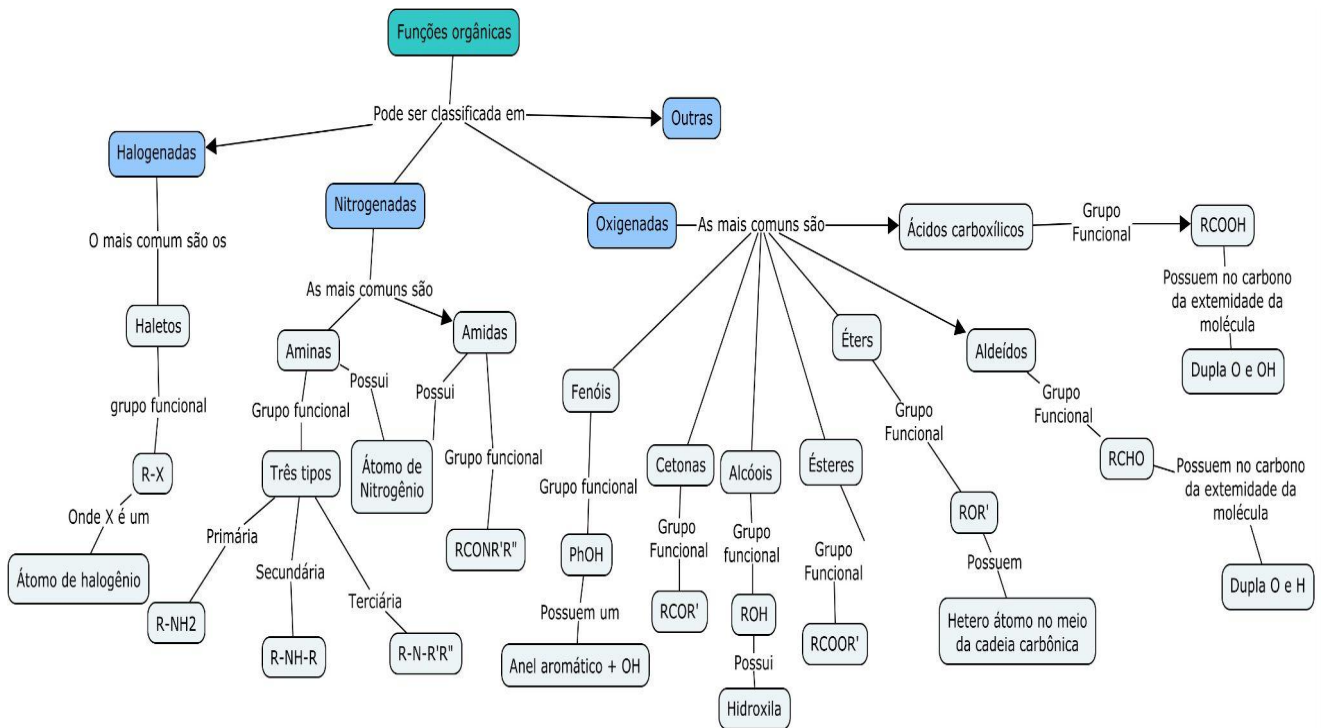 Funções orgânicas
Pode ser classificada em
Outras
Halogenadas
Nitrogenadas
Oxigenadas
As mais comuns são
Ácidos carboxílicos
Grupo
Funcional
RCOOH
Possuem no carbono
da extemidade da
molécula
Dupla O e OH
O mais comum são os
Haletos
grupo funcional
R-X
Onde X é um
Átomo de halogênio
As mais comuns são
Aminas
Possui
Grupo funcional
Três tipos
Primária
R-NH2
Secundária
R-NH-R
Terciária
R-N-R'R"
Amidas
Possui
Átomo de
Nitrogênio
Grupo funcional
RCONR'R"
Fenóis
Grupo funcional
PhOH
Possuem um
Anel aromático + OH
Cetonas
Grupo
Funcional
RCOR'
Alcóois
Grupo
funcional
ROH
Possui
Hidroxila
Ésteres
Grupo
Funcional
RCOOR'
Éters
Grupo
Funcional
ROR'
Possuem
Hetero átomo no meio
da cadeia carbônica
Aldeídos
Grupo
Funcional
RCHO
Possuem no carbono
da extemidade da
molécula
Dupla O e H